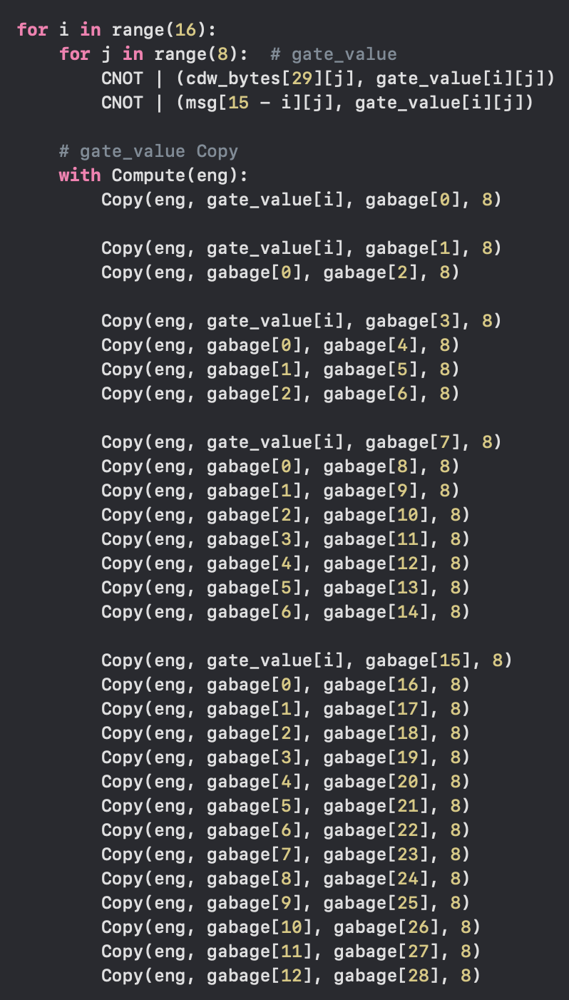 for i in range(16):
    for j in range(8):  # gate_value
        CNOT | (cdw_bytes[29][j], gate_value[i][j])
        CNOT | (msg[15 - i][j], gate_value[i][j])

    # gate_value Copy
    with Compute(eng):
        Copy(eng, gate_value[i], gabage[0], 8)

        Copy(eng, gate_value[i], gabage[1], 8)
        Copy(eng, gabage[0], gabage[2], 8)

        Copy(eng, gate_value[i], gabage[3], 8)
        Copy(eng, gabage[0], gabage[4], 8)
        Copy(eng, gabage[1], gabage[5], 8)
        Copy(eng, gabage[2], gabage[6], 8)

        Copy(eng, gate_value[i], gabage[7], 8)
        Copy(eng, gabage[0], gabage[8], 8)
        Copy(eng, gabage[1], gabage[9], 8)
        Copy(eng, gabage[2], gabage[10], 8)
        Copy(eng, gabage[3], gabage[11], 8)
        Copy(eng, gabage[4], gabage[12], 8)
        Copy(eng, gabage[5], gabage[13], 8)
        Copy(eng, gabage[6], gabage[14], 8)

        Copy(eng, gate_value[i], gabage[15], 8)
        Copy(eng, gabage[0], gabage[16], 8)
        Copy(eng, gabage[1], gabage[17], 8)
        Copy(eng, gabage[2], gabage[18], 8)
        Copy(eng, gabage[3], gabage[19], 8)
        Copy(eng, gabage[4], gabage[20], 8)
        Copy(eng, gabage[5], gabage[21], 8)
        Copy(eng, gabage[6], gabage[22], 8)
        Copy(eng, gabage[7], gabage[23], 8)
        Copy(eng, gabage[8], gabage[24], 8)
        Copy(eng, gabage[9], gabage[25], 8)
        Copy(eng, gabage[10], gabage[26], 8)
        Copy(eng, gabage[11], gabage[27], 8)
        Copy(eng, gabage[12], gabage[28], 8)